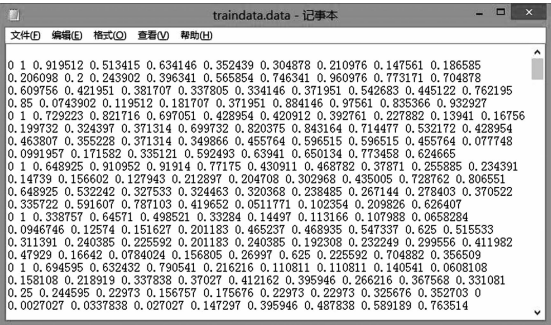 traindata.data - 记事本
文件(F) 编辑(E) 格式(O) 查看(V) 帮助(H)
0 1 0.919512 0.513415 0.634146 0.352439 0.304878 0.210976 0.147561 0.186585
0.206098 0.2 0.243902 0.396341 0.565854 0.746341 0.960976 0.773171 0.704878
0.609756 0.421951 0.381707 0.337805 0.334146 0.371951 0.542683 0.445122 0.762195
0.85 0.0743902 0.119512 0.181707 0.371951 0.884146 0.97561 0.835366 0.932927
0 1 0.729223 0.821716 0.697051 0.428954 0.420912 0.392761 0.227882 0.13941 0.16756
0.199732 0.324397 0.371314 0.699732 0.820375 0.843164 0.714477 0.532172 0.428954
0.463807 0.355228 0.371314 0.349866 0.455764 0.596515 0.596515 0.455764 0.077748
0.0991957 0.171582 0.335121 0.592493 0.63941 0.650134 0.773458 0.624665
0 1 0.648925 0.910952 0.91914 0.77175 0.430911 0.468782 0.37871 0.255885 0.234391
0.14739 0.156602 0.127943 0.212897 0.204708 0.302968 0.435005 0.728762 0.806551
0.648925 0.532242 0.327533 0.324463 0.320368 0.238485 0.267144 0.278403 0.370522
0.335722 0.591607 0.787103 0.419652 0.0511771 0.102354 0.209826 0.626407
0 1 0.338757 0.64571 0.498521 0.33284 0.14497 0.113166 0.107988 0.0658284
0.0946746 0.12574 0.151627 0.201183 0.465237 0.468935 0.547337 0.625 0.515533
0.311391 0.240385 0.225592 0.201183 0.240385 0.192308 0.232249 0.299556 0.411982
0.47929 0.16642 0.0784024 0.156805 0.26997 0.625 0.225592 0.704882 0.356509
0 1 0.694595 0.632432 0.790541 0.216216 0.110811 0.110811 0.140541 0.0608108
0.158108 0.218919 0.337838 0.37027 0.412162 0.395946 0.266216 0.367568 0.331081
0.25 0.244595 0.22973 0.156757 0.175676 0.22973 0.22973 0.325676 0.352703 0
0.0027027 0.0337838 0.027027 0.147297 0.395946 0.487838 0.589189 0.763514